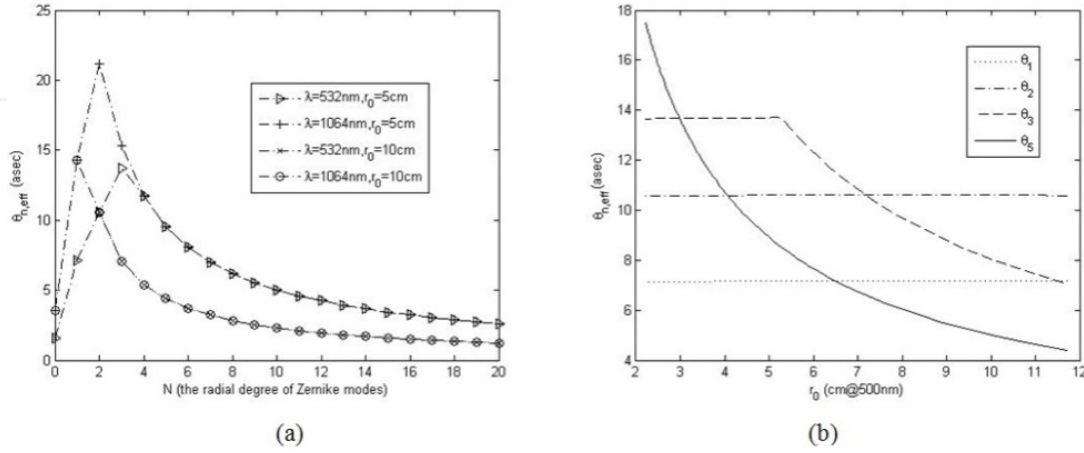 25
20
15
10
5
0
θn,eff (asec)
λ=532nm,r0=5cm
λ=1064nm,r0=5cm
λ=532nm,r0=10cm
λ=1064nm,r0=10cm
0 2 4 6 8 10 12 14 16 18 20
N (the radial degree of Zernike modes)
(a)
18
16
14
12
10
8
6
4
θn,eff(asec)
θ1
θ2
θ3
θ5
2 3 4 5 6 7 8 9 10 11 12
r0 (cm@500nm)
(b)